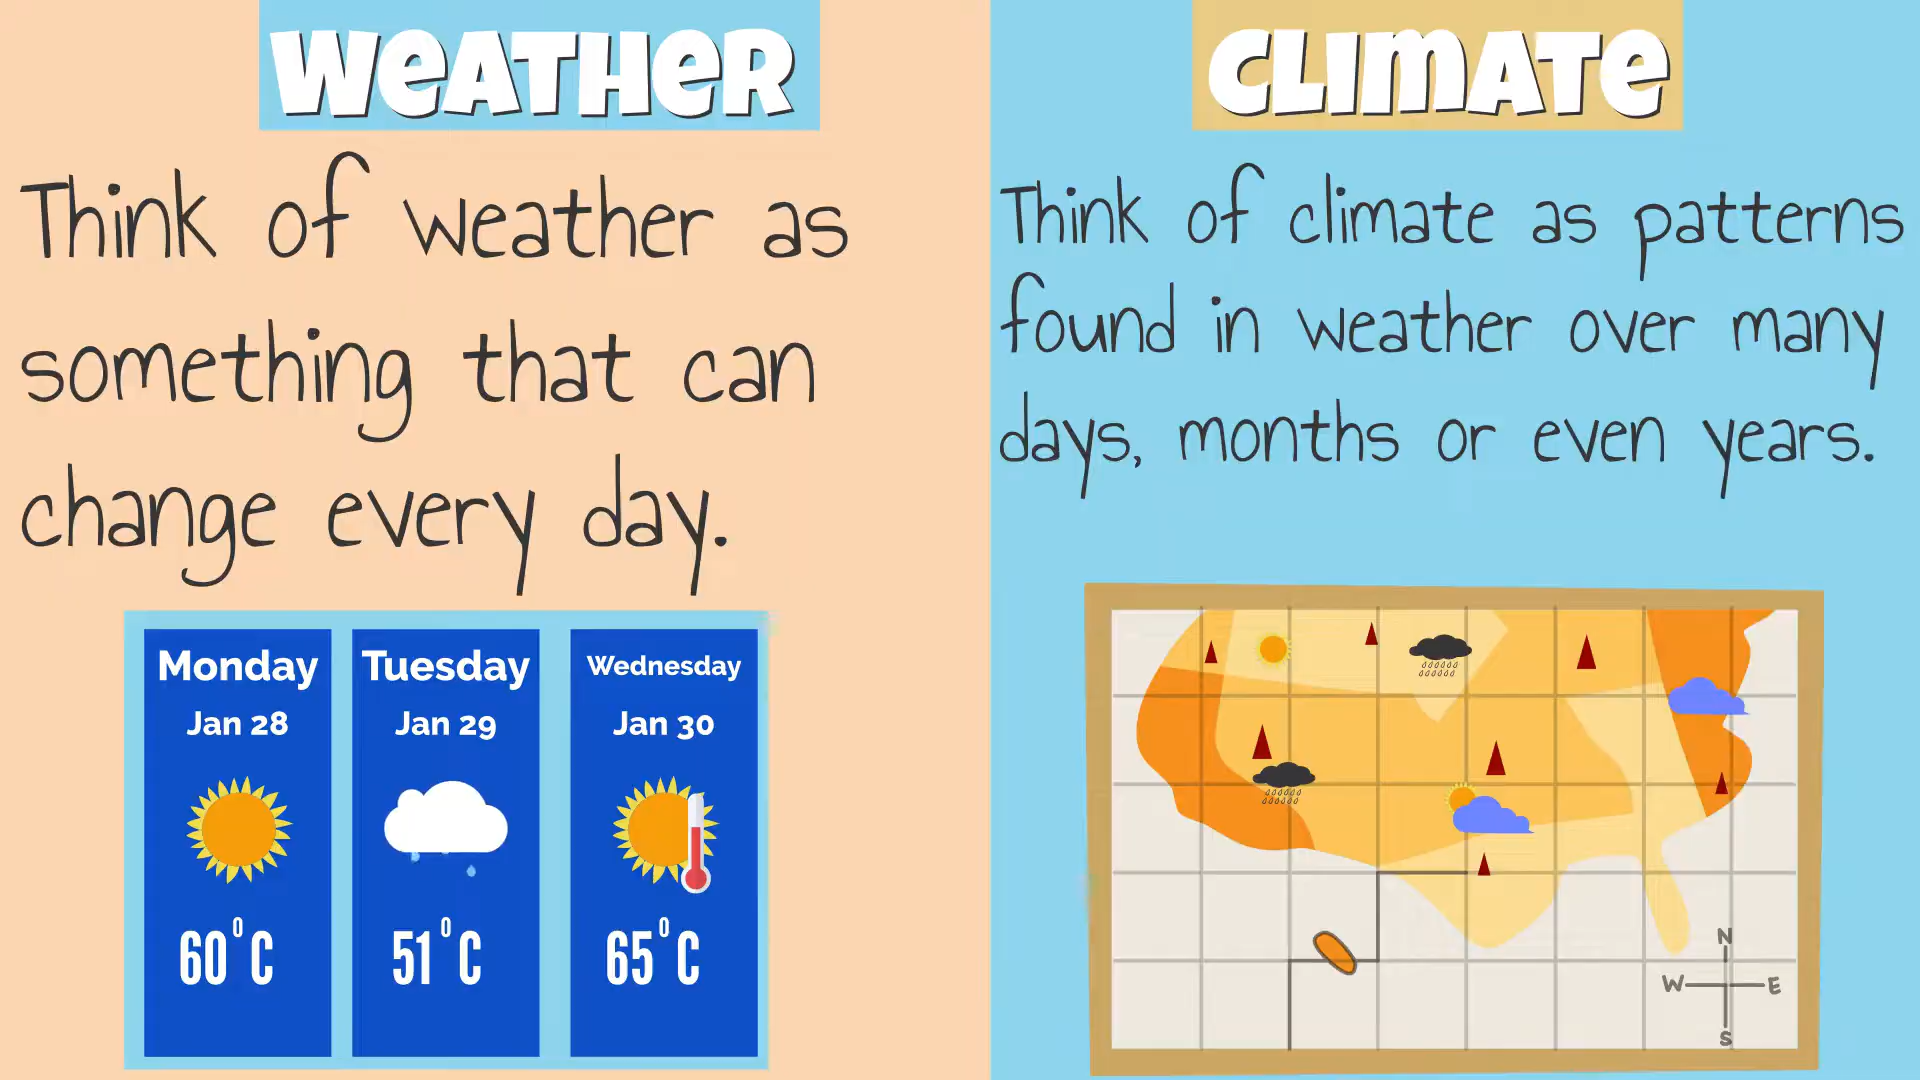 WeATHeR
Think of weather as
something that can
change every day.
Monday
Jan 28
60°C
Tuesday
Jan 29
51°C
Wednesday
Jan 30
65°C
CLimATe
Think of climate as patterns
found in weather over many
days, months or even years.
N
W E
S